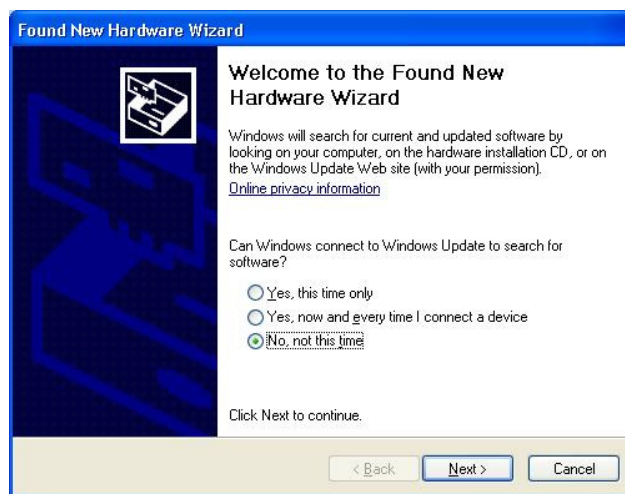 Found New Hardware Wizard
Welcome to the Found New
Hardware Wizard
Windows will search for current and updated software by
looking on your computer, on the hardware installation CD, or on
the Windows Update Web site (with your permission).
Online privacy information
Can Windows connect to Windows Update to search for
software?
Yes, this time only
Yes, now and every time I connect a device
No, not this time
Click Next to continue.
< Back Next > Cancel